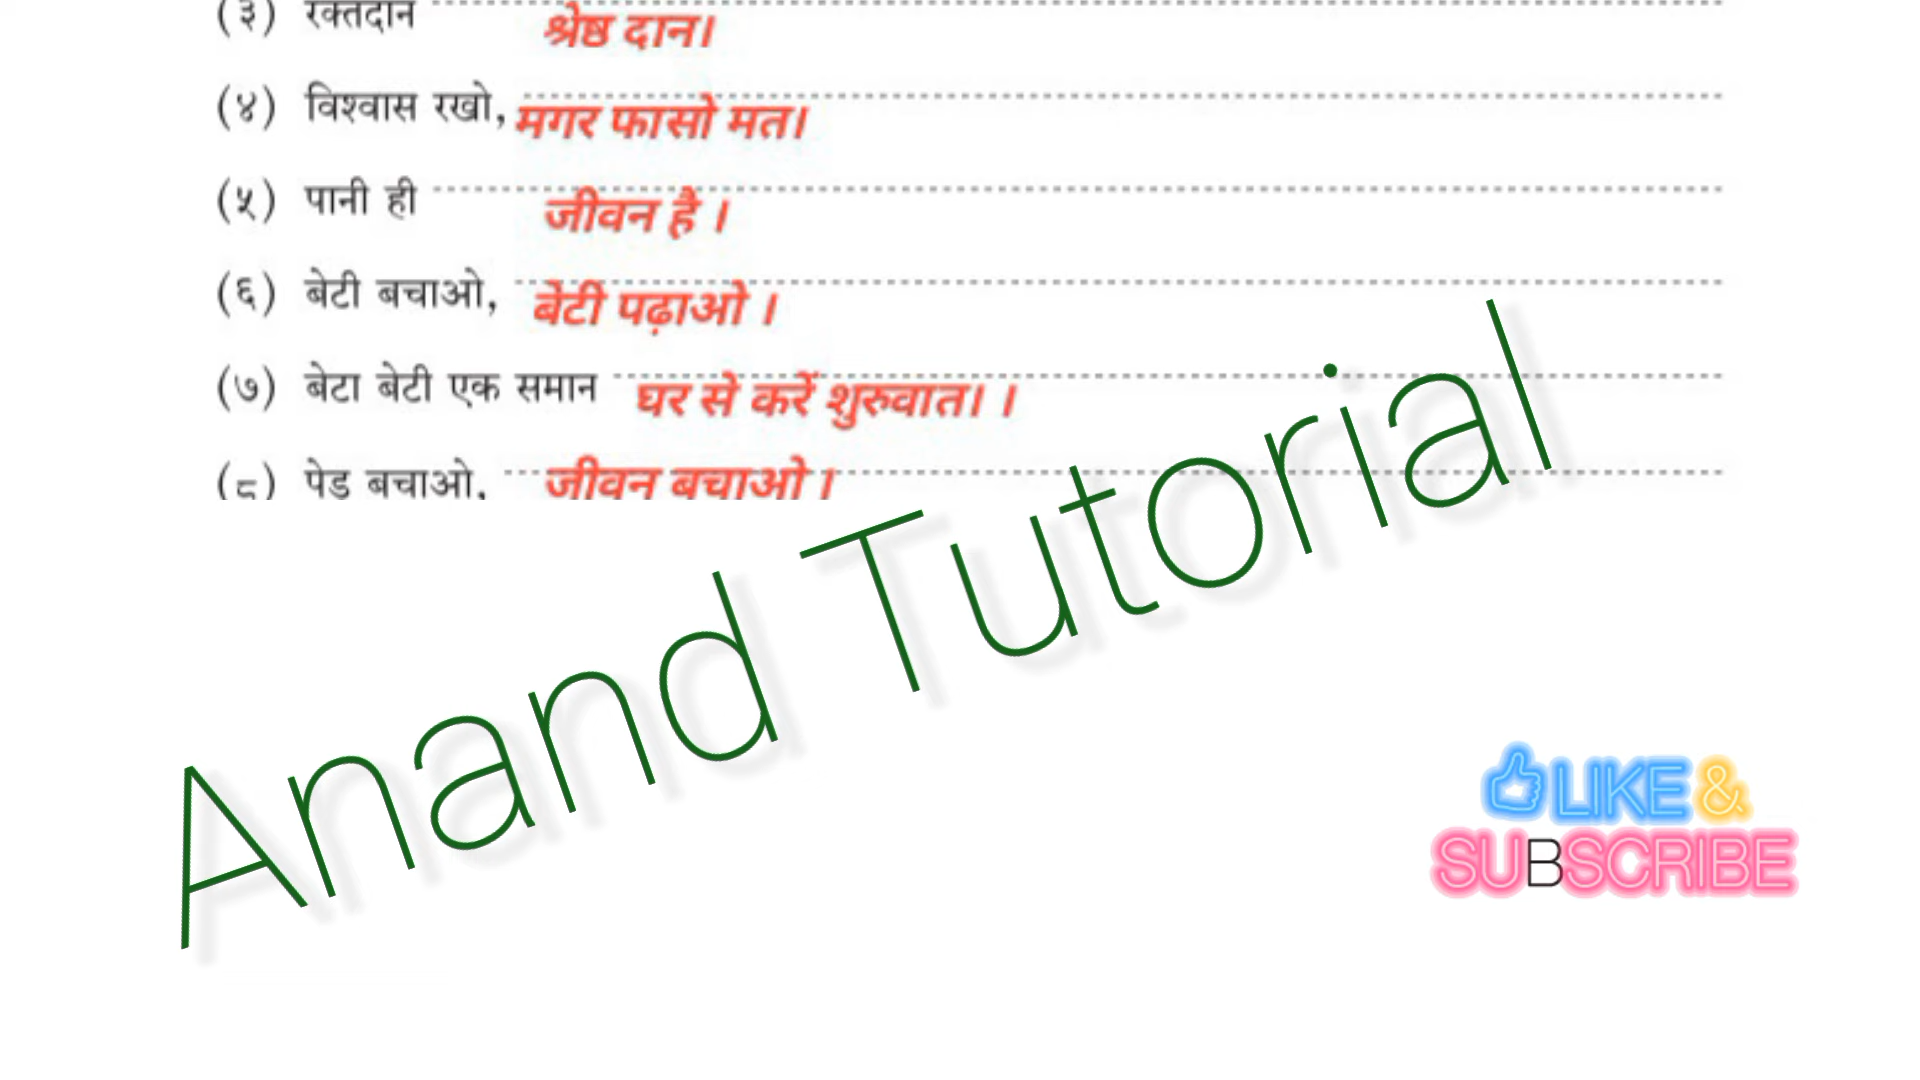 (३) रक्तदान श्रेष्ठ दान।
(४) विश्वास रखो, मगर फासो मत।
(५) पानी ही जीवन है ।
(६) बेटी बचाओ, बेटी पढ़ाओ ।
(७) बेटा बेटी एक समान घर से करें शुरुवात। ।
(८) पेड बचाओ, जीवन बचाओ ।
Anand Tutorial
LIKE &
SUBSCRIBE